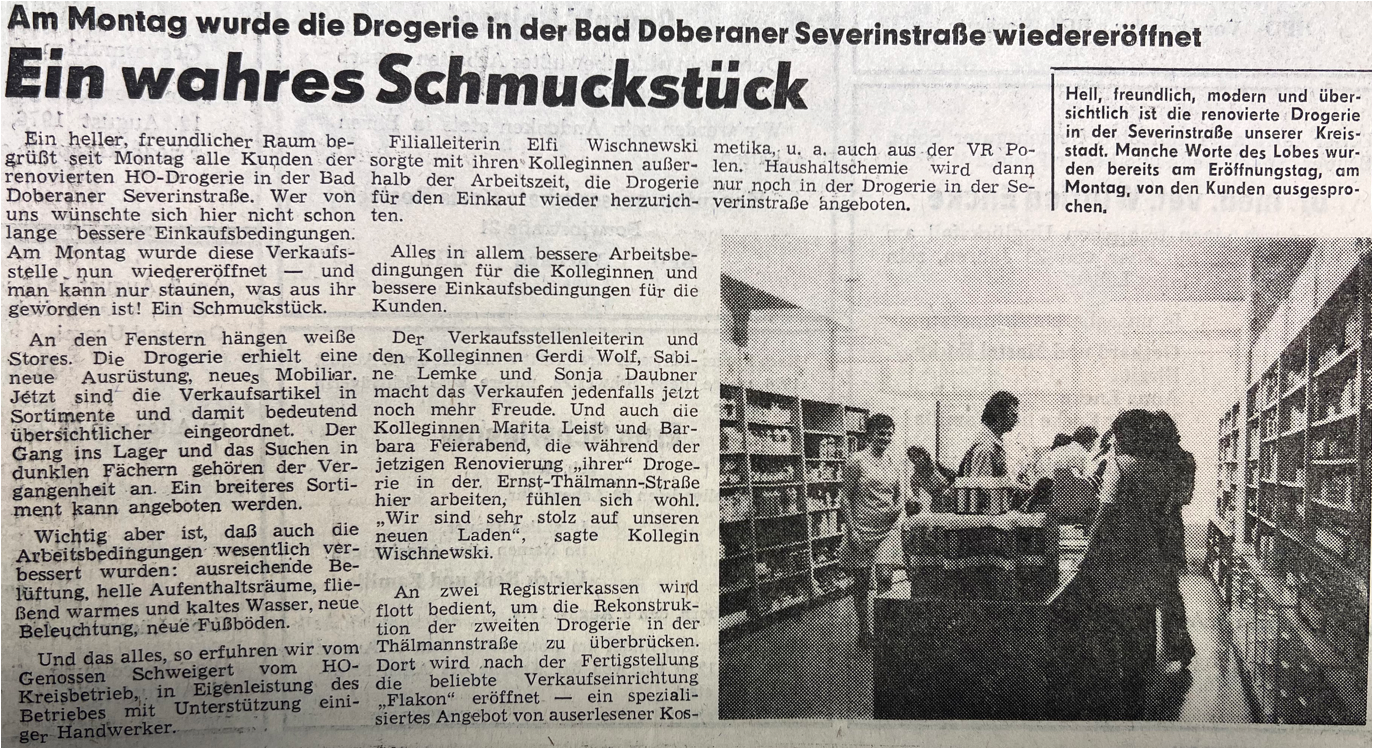 Am Montag wurde die Drogerie in der Bad Doberaner Severinstraße wiedereröffnet
Ein wahres Schmuckstück
Ein heller, freundlicher Raum be-
grüßt seit Montag alle Kunden der
renovierten HO-Drogerie in der Bad
Doberaner Severinstraße. Wer von
uns wünschte sich hier nicht schon
lange bessere Einkaufsbedingungen.
Am Montag wurde diese Verkaufs-
stelle nun wiedereröffnet — und
man kann nur staunen, was aus ihr
geworden ist! Ein Schmuckstück.
An den Fenstern hängen weiße
Stores. Die Drogerie erhielt eine
neue Ausrüstung, neues Mobiliar.
Jetzt sind die Verkaufsartikel in
Sortimente und damit bedeutend
übersichtlicher eingeordnet. Der
Gang ins Lager und das Suchen in
dunklen Fächern gehören der Ver-
gangenheit an. Ein breiteres Sorti-
ment kann angeboten werden.
Wichtig aber ist, daß auch die
Arbeitsbedingungen wesentlich ver-
bessert wurden: ausreichende Be-
lüftung, helle Aufenthaltsräume, flie-
ßend warmes und kaltes Wasser, neue
Beleuchtung, neue Fußböden.
Und das alles, so erfuhren wir vom
Genossen Schweigert vom HO-
Kreisbetrieb, in Eigenleistung des
Betriebes mit Unterstützung eini-
ger Handwerker.
Filialleiterin Elfi Wischnewski
sorgte mit ihren Kolleginnen außer-
halb der Arbeitszeit, die Drogerie
für den Einkauf wieder herzurich-
ten.
Alles in allem bessere Arbeitsbe-
dingungen für die Kolleginnen und
bessere Einkaufsbedingungen für die
Kunden.
Der Verkaufsstellenleiterin und
den Kolleginnen Gerdi Wolf, Sabi-
ne Lemke und Sonja Daubner
macht das Verkaufen jedenfalls jetzt
noch mehr Freude. Und auch die
Kolleginnen Marita Leist und Bar-
bara Feierabend, die während der
jetzigen Renovierung „ihrer“ Droge-
rie in der Ernst-Thälmann-Straße
hier arbeiten, fühlen sich wohl.
„Wir sind sehr stolz auf unseren
neuen Laden“, sagte Kollegin
Wischnewski.
An zwei Registrierkassen wird
flott bedient, um die Rekonstruk-
tion der zweiten Drogerie in der
Thälmannstraße zu überbrücken.
Dort wird nach der Fertigstellung
die beliebte Verkaufseinrichtung
„Flakon“ eröffnet — ein speziali-
siertes Angebot von auserlesener Kos-
metika, u. a. auch aus der VR Po-
len. Haushaltschemie wird dann
nur noch in der Drogerie in der Se-
verinstraße angeboten.
Hell, freundlich, modern und über-
sichtlich ist die renovierte Drogerie
in der Severinstraße unserer Kreis-
stadt. Manche Worte des Lobes wur-
den bereits am Eröffnungstag, am
Montag, von den Kunden ausgespro-
chen.